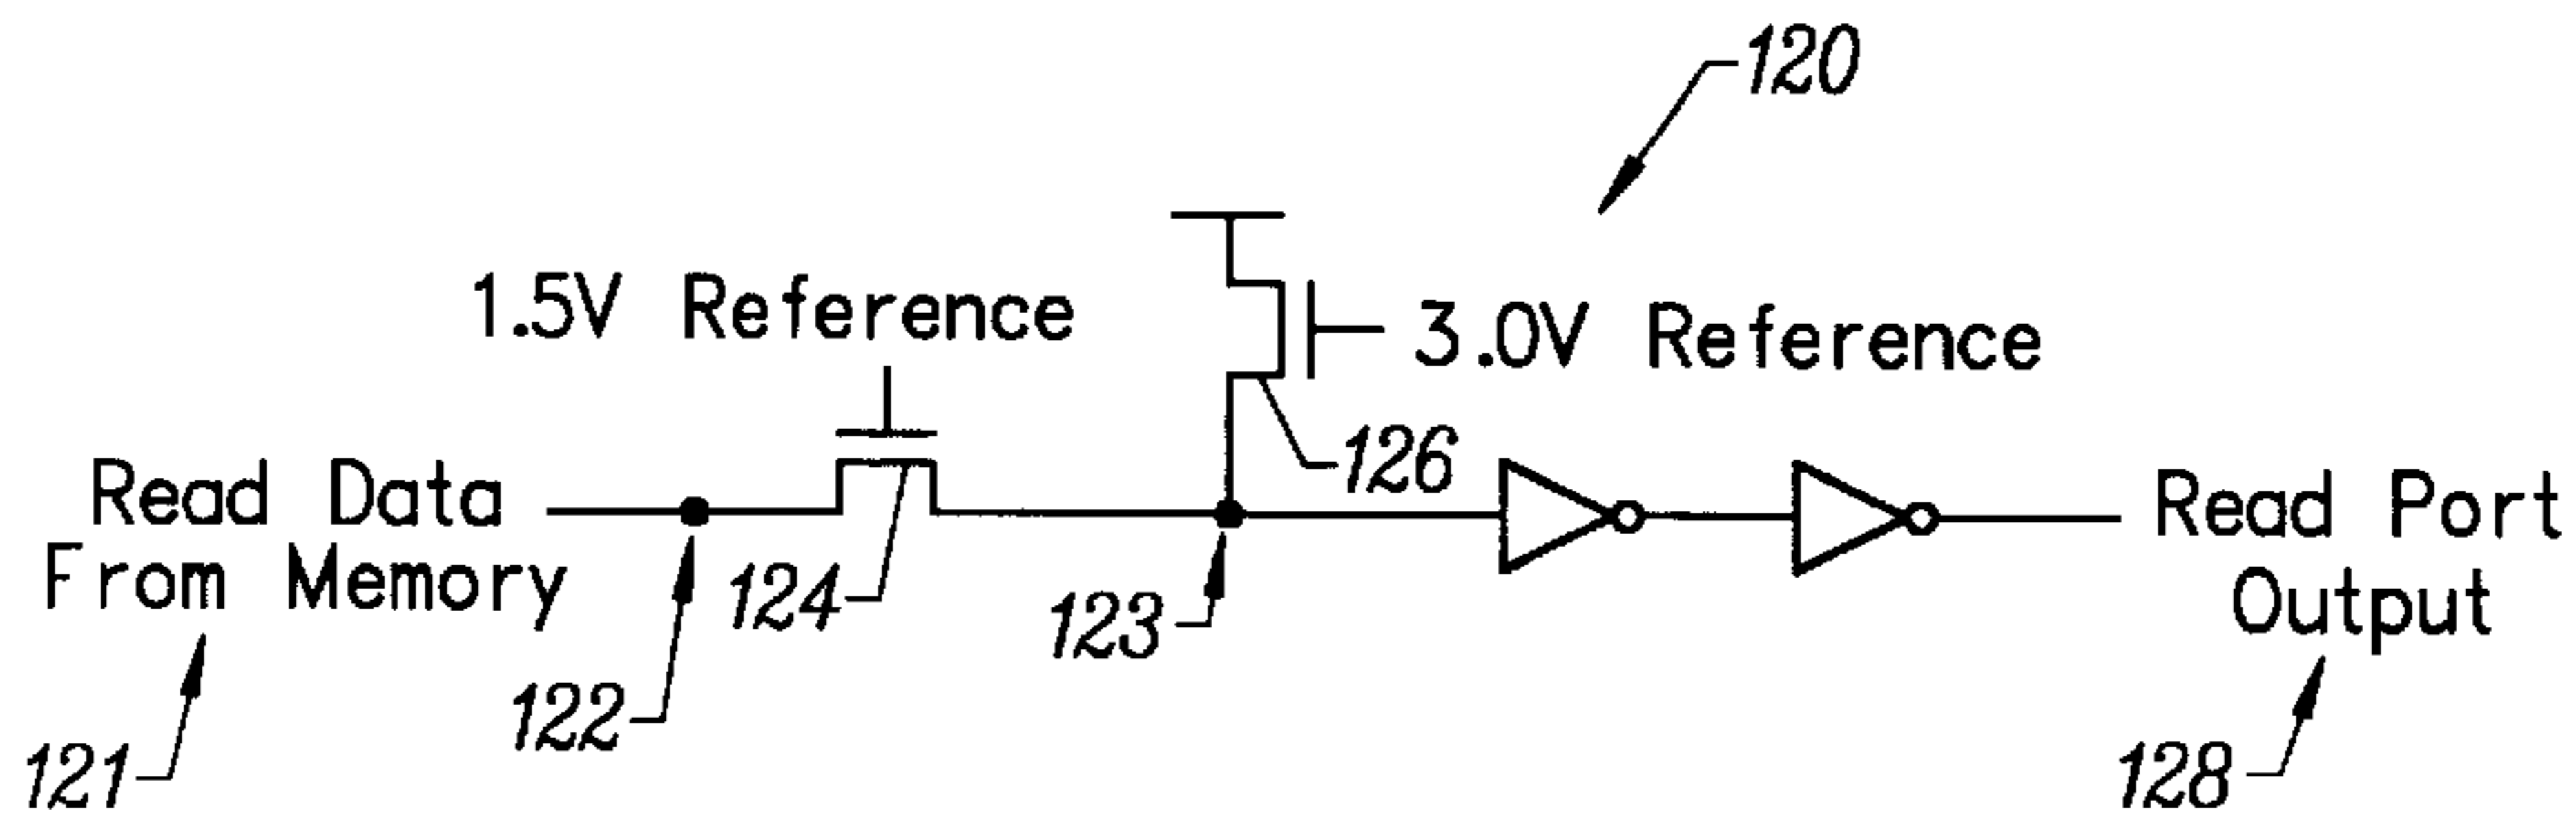 120
1.5V Reference
3.0V Reference
126
Read Data
From Memory
124
123
122
121
Read Port
Output
128